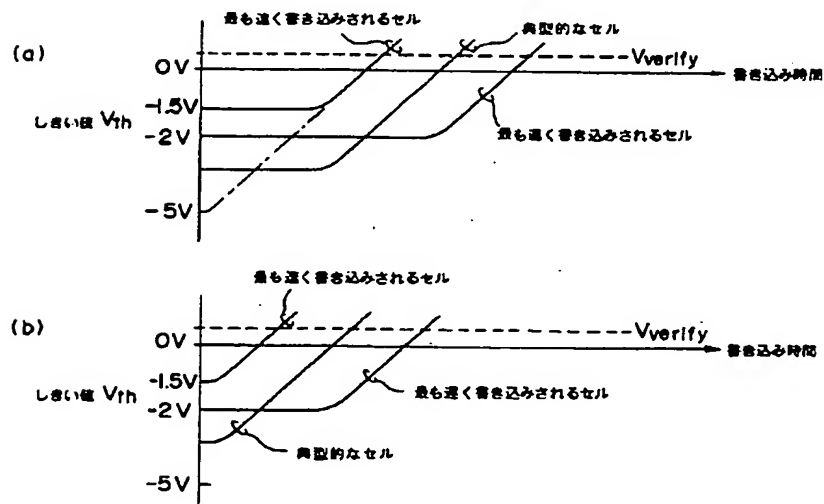 (a)
最も速く書き込みされるセル
典型的なセル
Vverify
0V
書き込み時間
-1.5V
しきい値 Vth
-2V
最も遅く書き込みされるセル
-5V
(b)
最も速く書き込みされるセル
Vverify
0V
書き込み時間
-1.5V
しきい値 Vth
-2V
最も遅く書き込みされるセル
典型的なセル
-5V